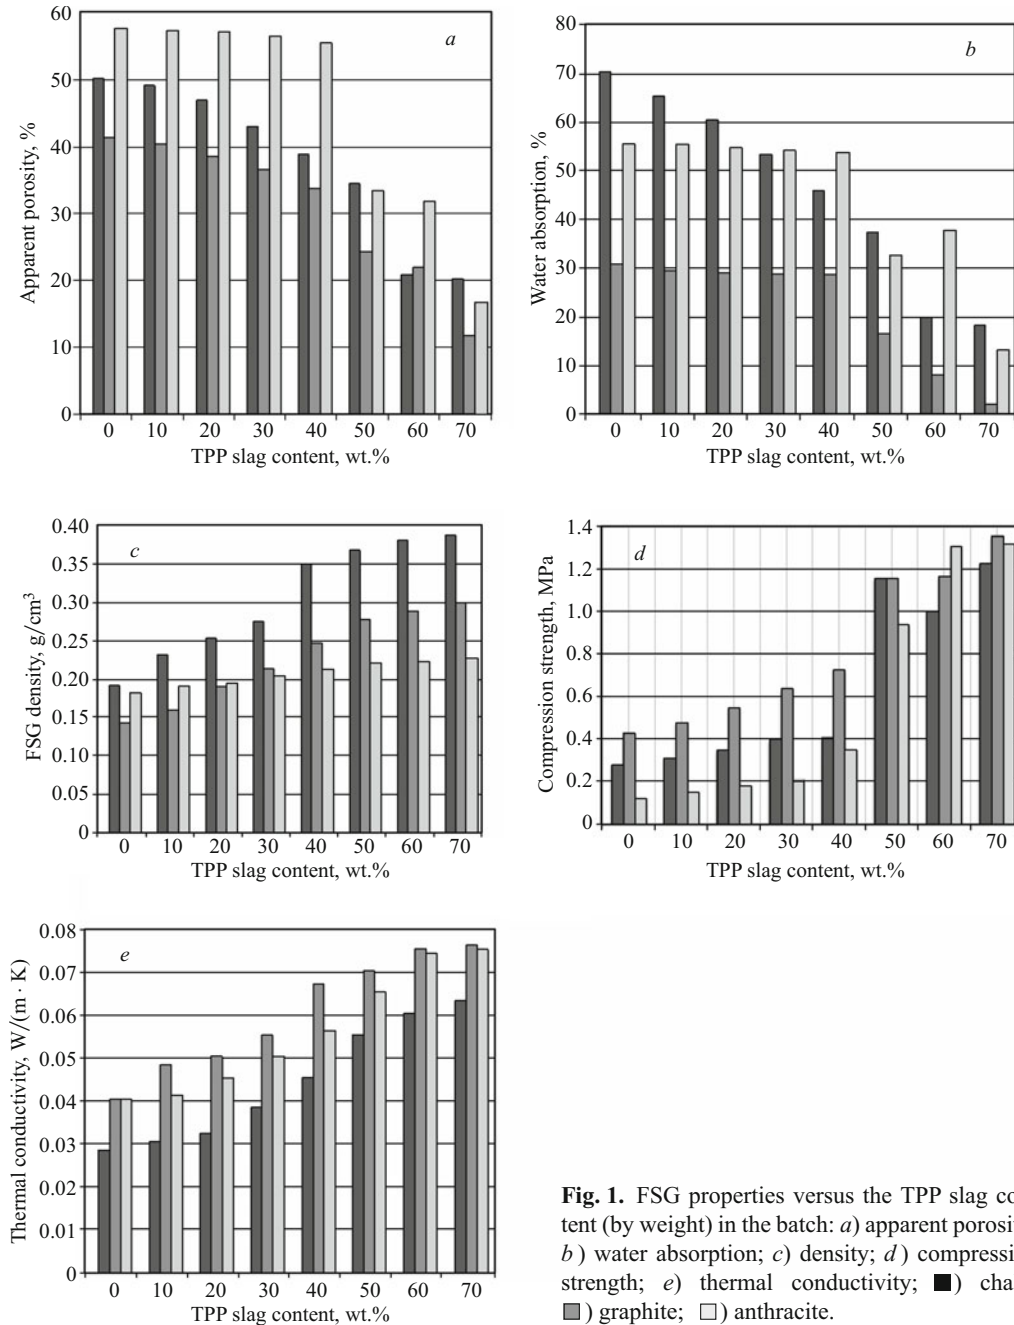 60
50
40
30
20
10
0
Apparent porosity, %
a
0 10 20 30 40 50 60 70
TPP slag content, wt.%
80
70
60
50
40
30
20
10
0
Water absorption, %
b
0 10 20 30 40 50 60 70
TPP slag content, wt.%
0.40
0.35
0.30
0.25
0.20
0.15
0.10
0.05
0
FSG density, g/cm³
c
0 10 20 30 40 50 60 70
TPP slag content, wt.%
1.4
1.2
1.0
0.8
0.6
0.4
0.2
0
Compression strength, MPa
d
0 10 20 30 40 50 60 70
TPP slag content, wt.%
0.08
0.07
0.06
0.05
0.04
0.03
0.02
0.01
0
Thermal conductivity, W/(m · K)
e
0 10 20 30 40 50 60 70
TPP slag content, wt.%
Fig. 1. FSG properties versus the TPP slag co
tent (by weight) in the batch: a) apparent porosit
b) water absorption; c) density; d) compressi
strength; e) thermal conductivity; ■) cha
) graphite; ) anthracite.